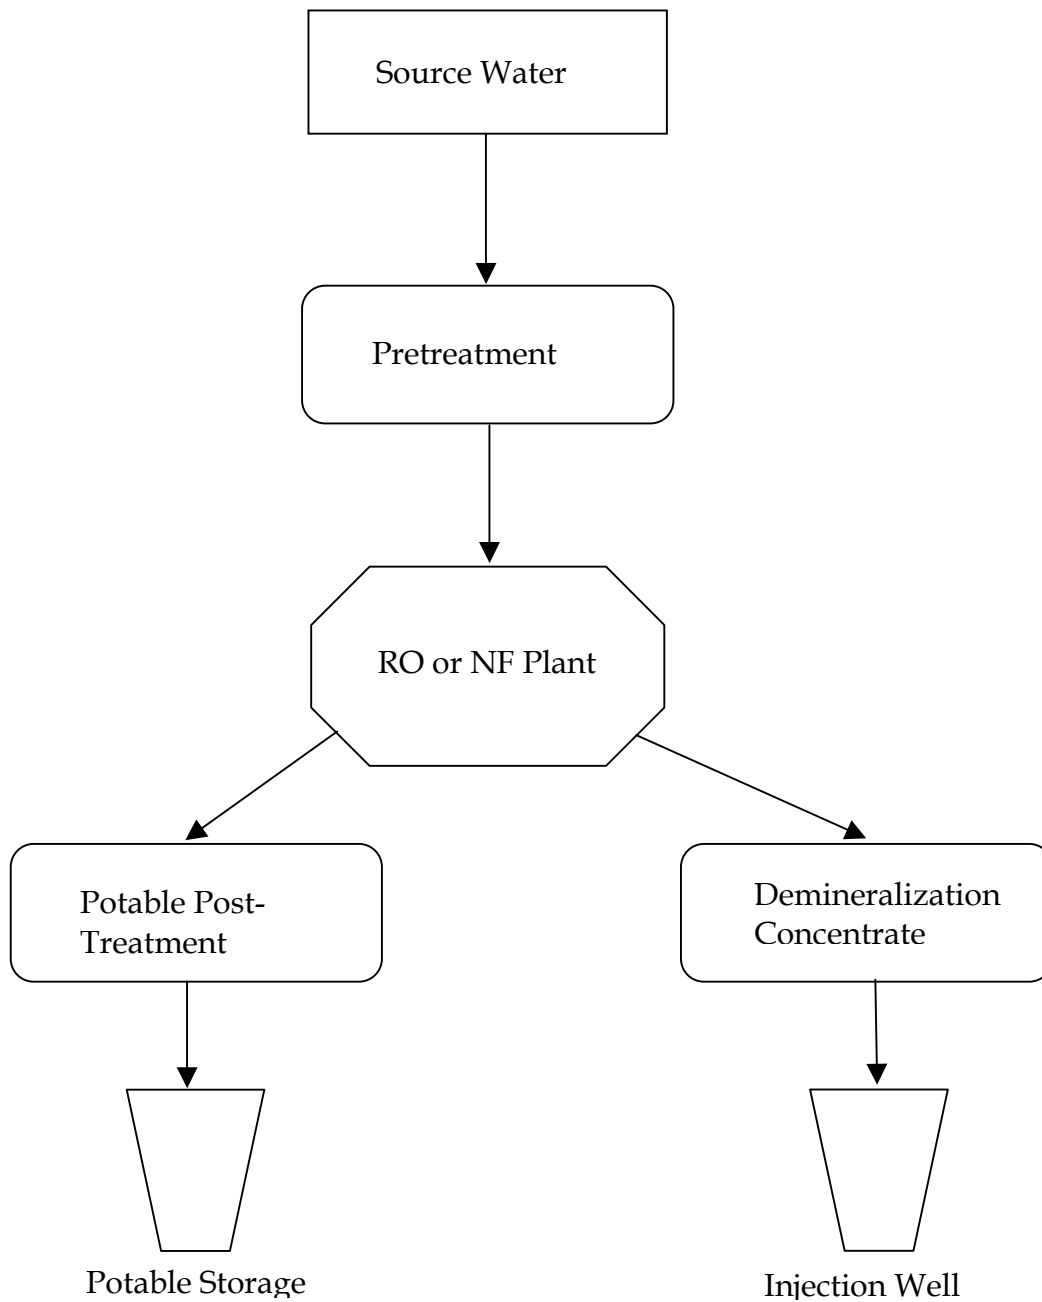 Source Water
Pretreatment
RO or NF Plant
Potable Post-
Treatment
Demineralization
Concentrate
Potable Storage
Injection Well